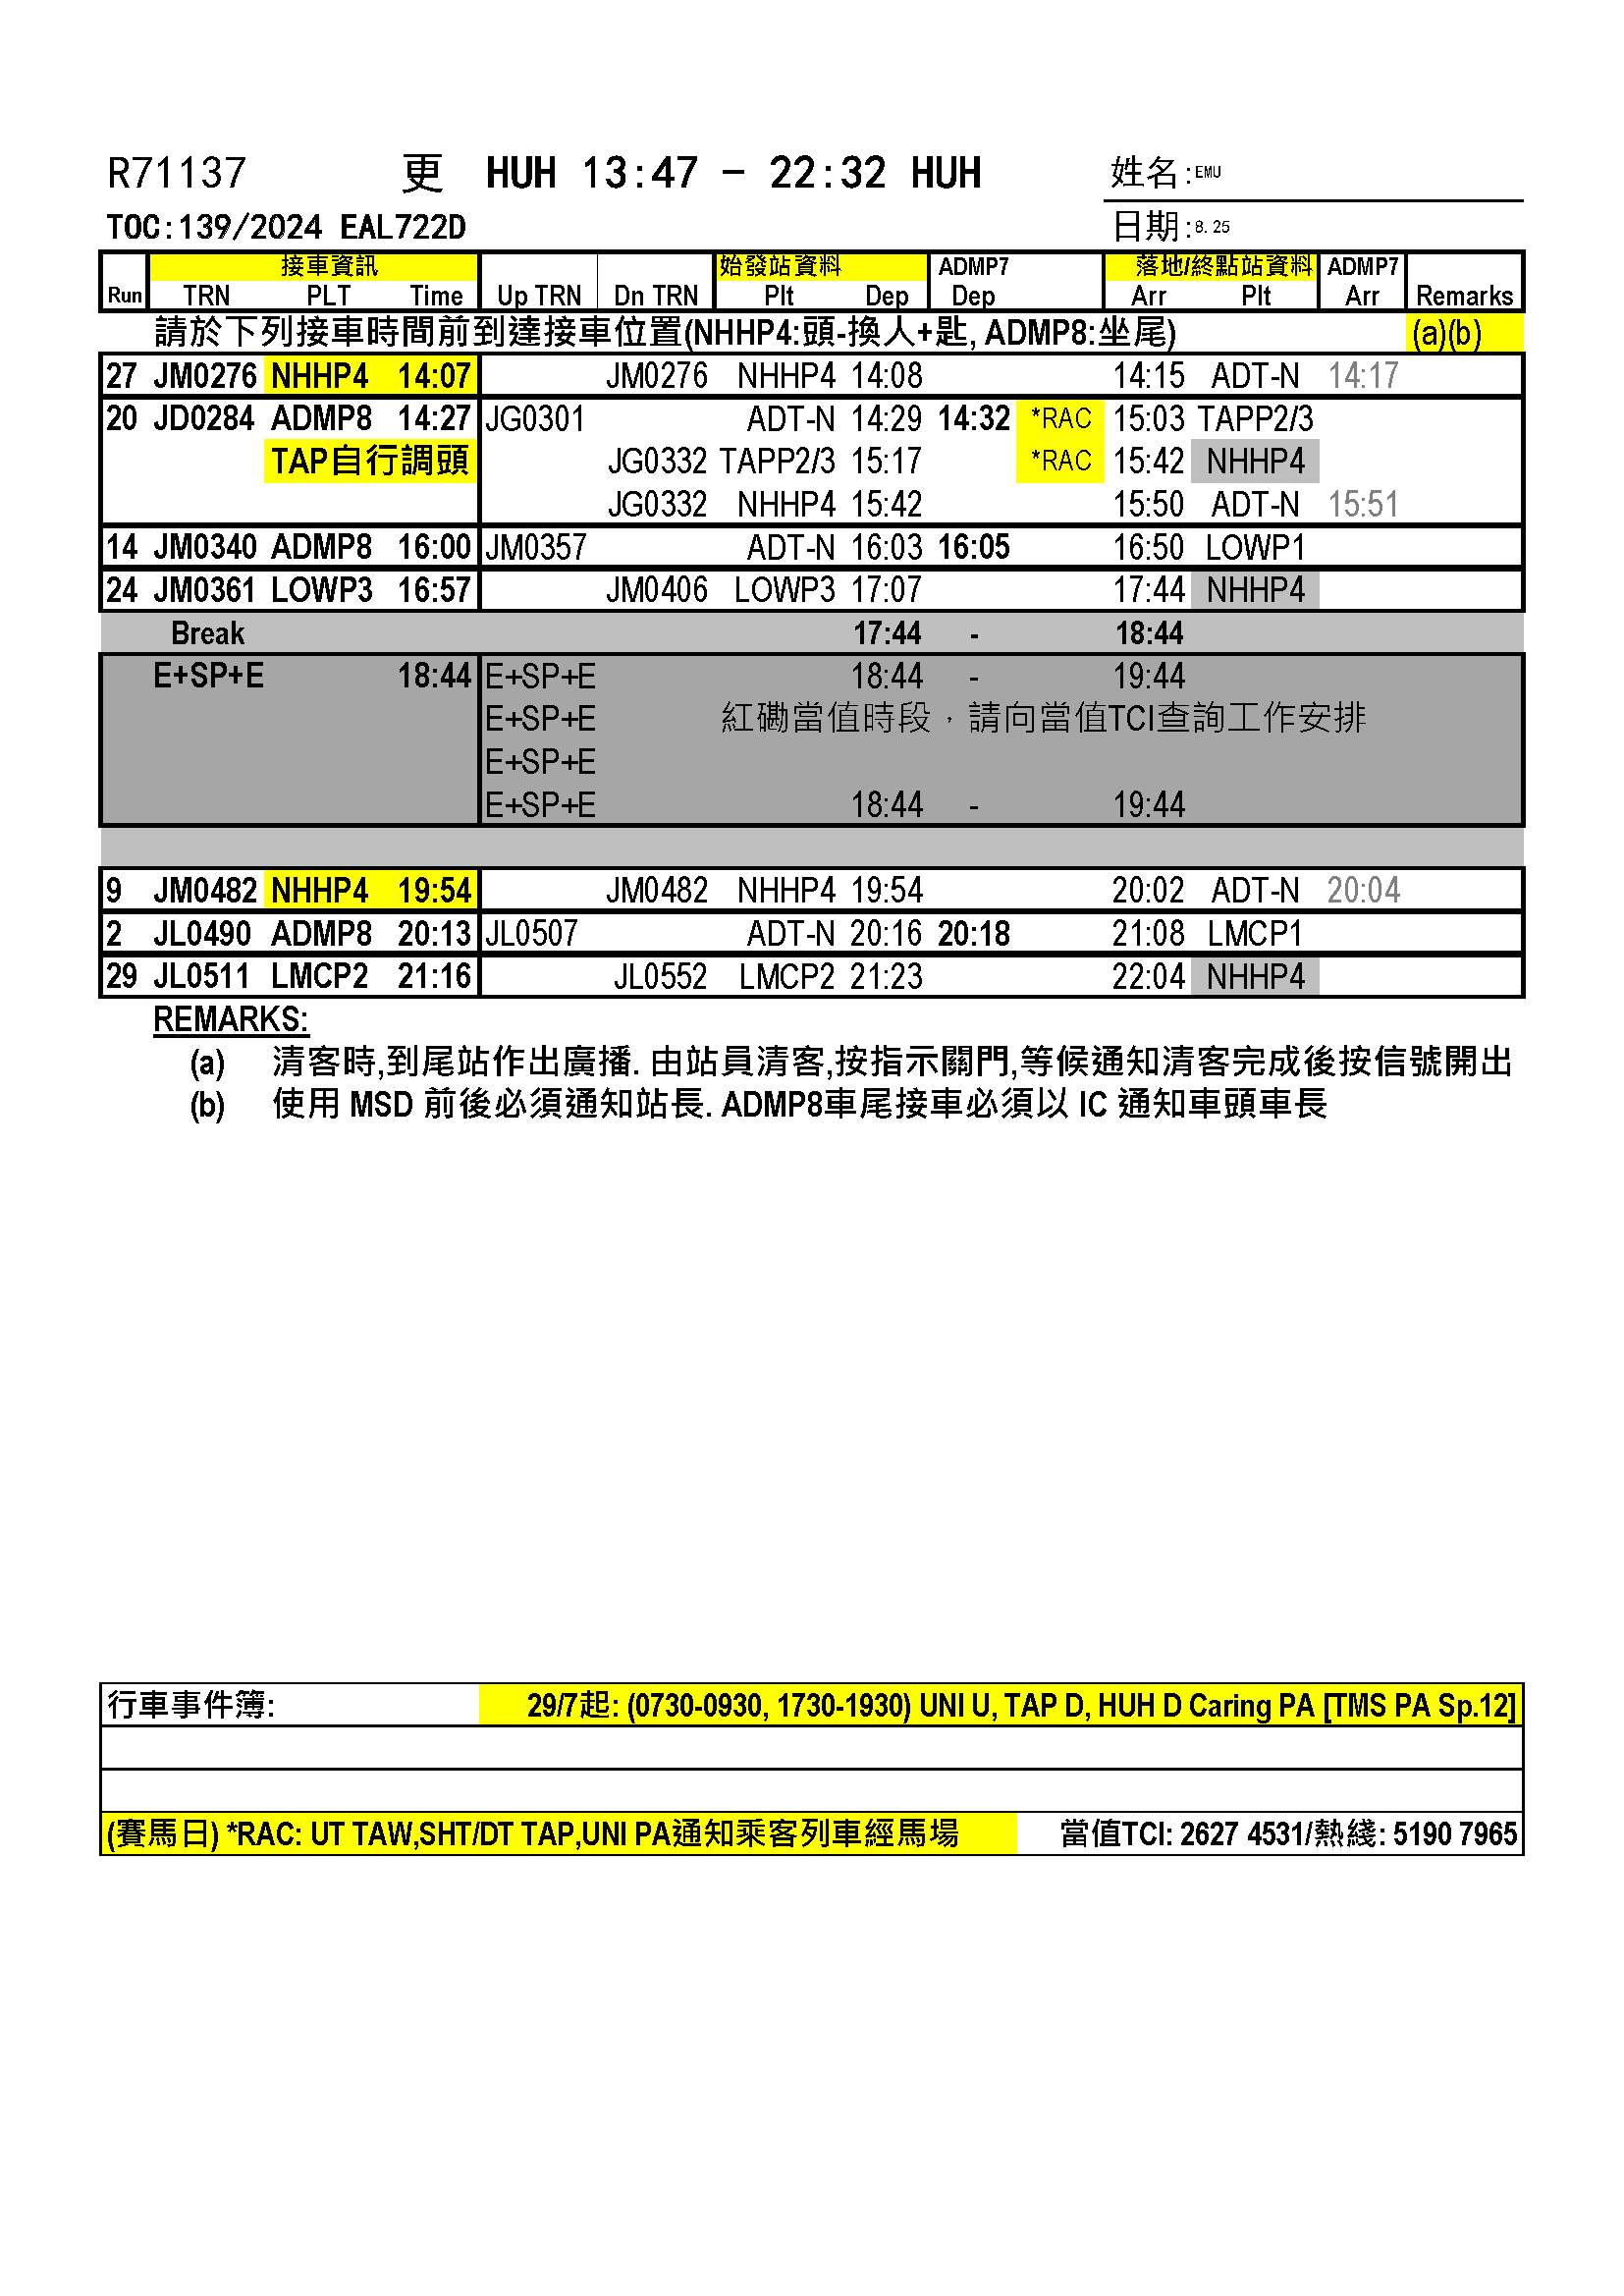 R71137 更 HUH 13:47 - 22:32 HUH 姓名:EMU
TOC:139/2024 EAL722D 日期:8.25
接車資訊 始發站資料 ADMP7 落地/終點站資料 ADMP7
Run TRN PLT Time Up TRN Dn TRN Plt Dep Dep Arr Plt Arr Remarks
請於下列接車時間前到達接車位置(NHHP4:頭-換人+匙, ADMP8:坐尾) (a)(b)
27 JM0276 NHHP4 14:07 JM0276 NHHP4 14:08 14:15 ADT-N 14:17
20 JD0284 ADMP8 14:27 JG0301 ADT-N 14:29 14:32 *RAC 15:03 TAPP2/3
TAP自行調頭 JG0332 TAPP2/3 15:17 *RAC 15:42 NHHP4
JG0332 NHHP4 15:42 15:50 ADT-N 15:51
14 JM0340 ADMP8 16:00 JM0357 ADT-N 16:03 16:05 16:50 LOWP1
24 JM0361 LOWP3 16:57 JM0406 LOWP3 17:07 17:44 NHHP4
Break 17:44 - 18:44
E+SP+E 18:44 E+SP+E 18:44 - 19:44
E+SP+E 紅磡當值時段，請向當值TCI查詢工作安排
E+SP+E
E+SP+E 18:44 - 19:44
9 JM0482 NHHP4 19:54 JM0482 NHHP4 19:54 20:02 ADT-N 20:04
2 JL0490 ADMP8 20:13 JL0507 ADT-N 20:16 20:18 21:08 LMCP1
29 JL0511 LMCP2 21:16 JL0552 LMCP2 21:23 22:04 NHHP4
REMARKS:
(a) 清客時,到尾站作出廣播. 由站員清客,按指示關門,等候通知清客完成後按信號開出
(b) 使用 MSD 前後必須通知站長. ADMP8車尾接車必須以 IC 通知車頭車長
行車事件簿: 29/7起: (0730-0930, 1730-1930) UNI U, TAP D, HUH D Caring PA [TMS PA Sp.12]
(賽馬日) *RAC: UT TAW,SHT/DT TAP,UNI PA通知乘客列車經馬場 當值TCI: 2627 4531/熱綫: 5190 7965